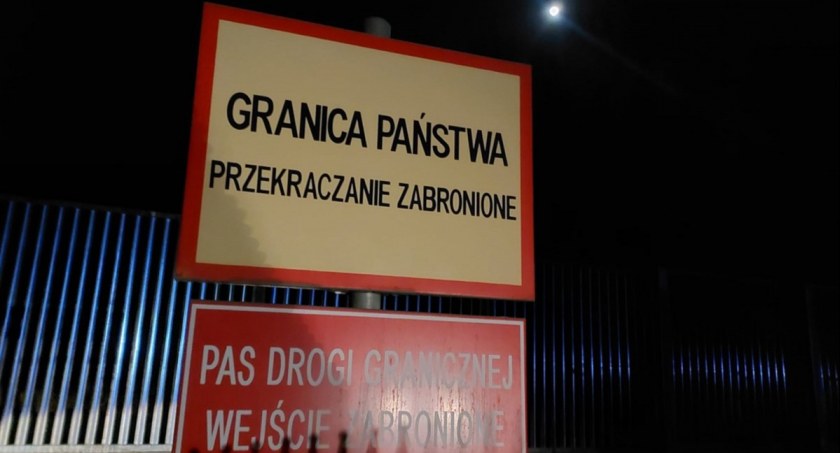 GRANICA PAŃSTWA
PRZEKRACZANIE ZABRONIONE
PAS DROGI GRANICZNEJ
WEJŚCIE ZABRONIONE